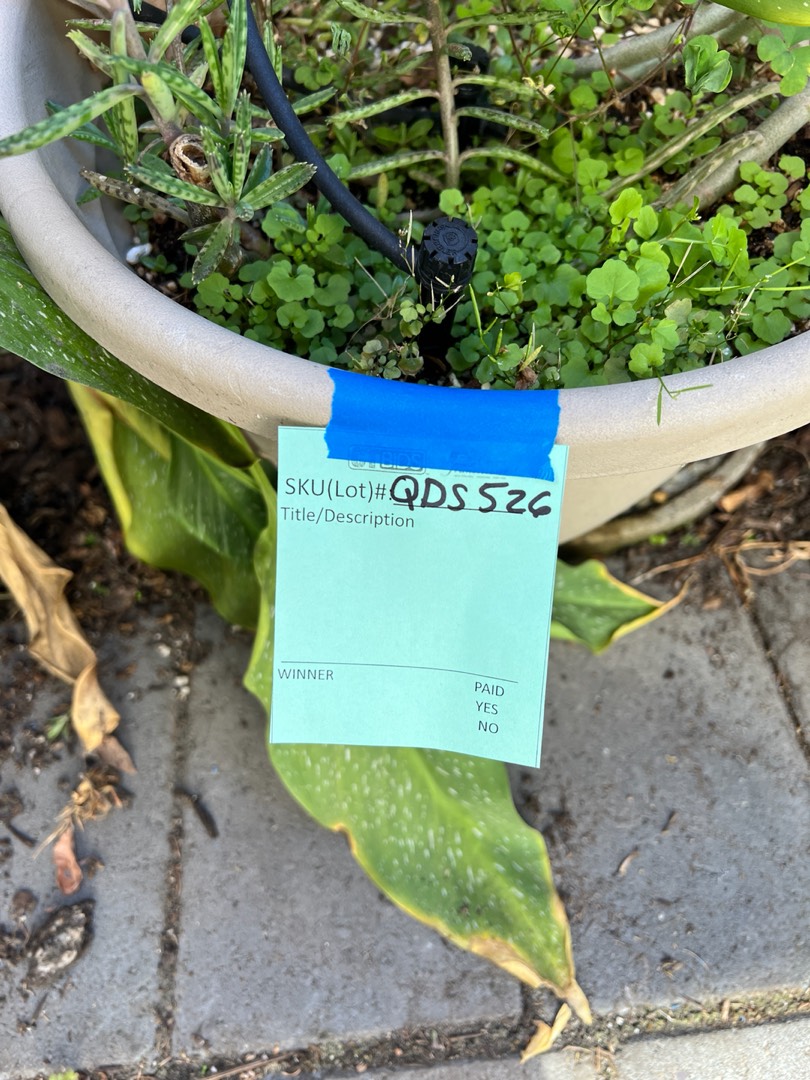 SKU(Lot)#:QDS526
Title/Description
WINNER
PAID
YES
NO